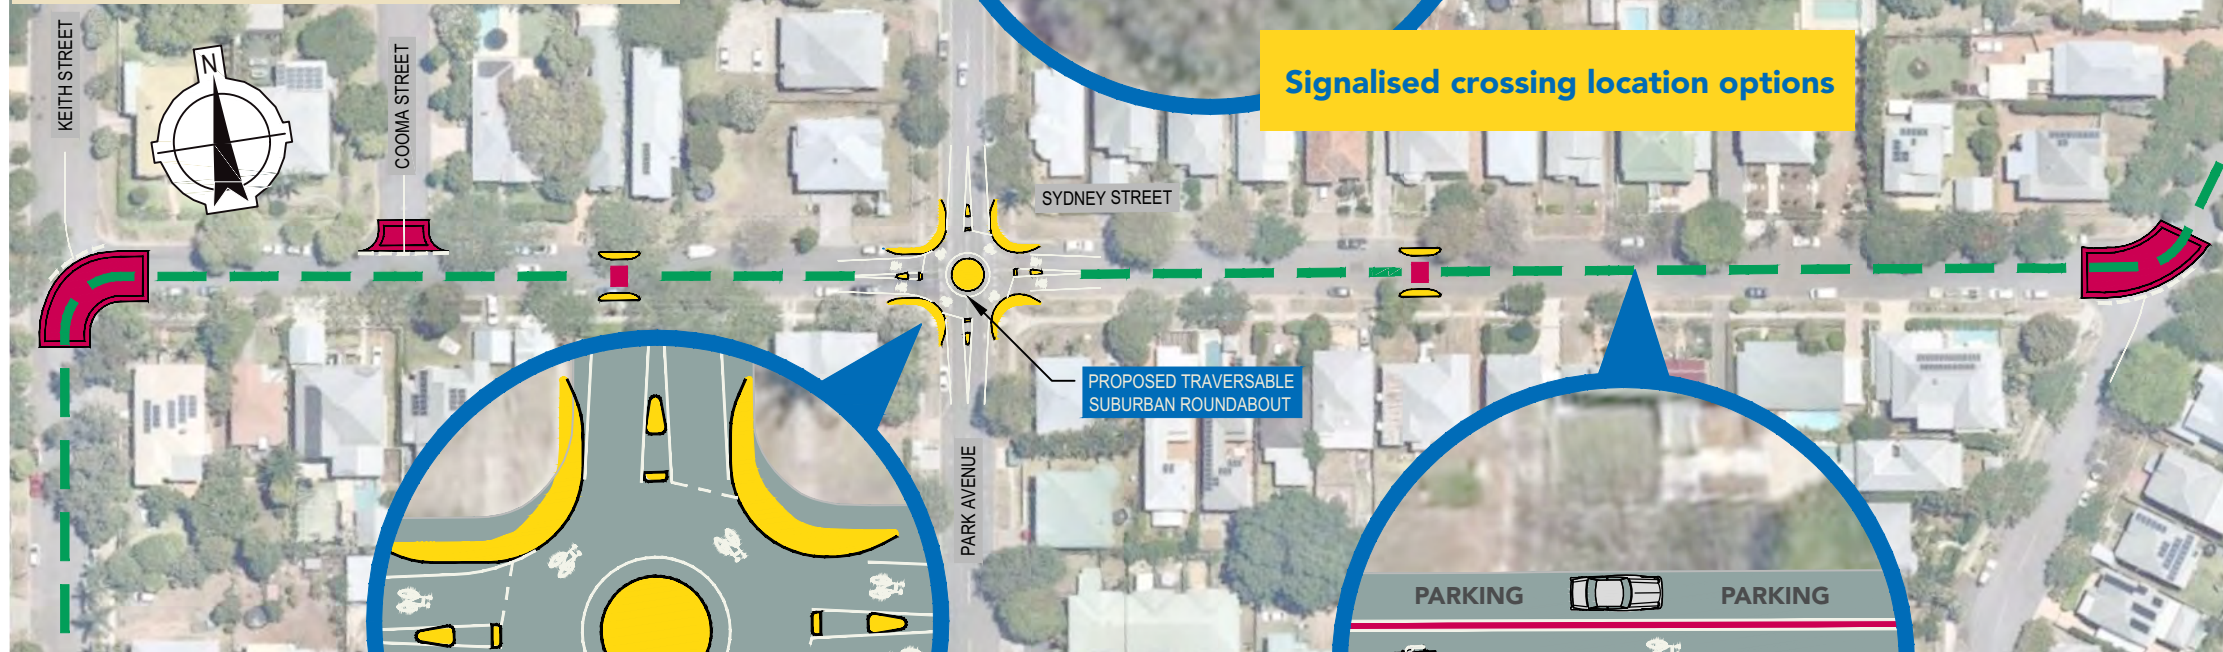 KEITH STREET
N
COOMA STREET
Signalised crossing location options
SYDNEY STREET
PROPOSED TRAVERSABLE
SUBURBAN ROUNDABOUT
PARK AVENUE
PARKING
PARKING